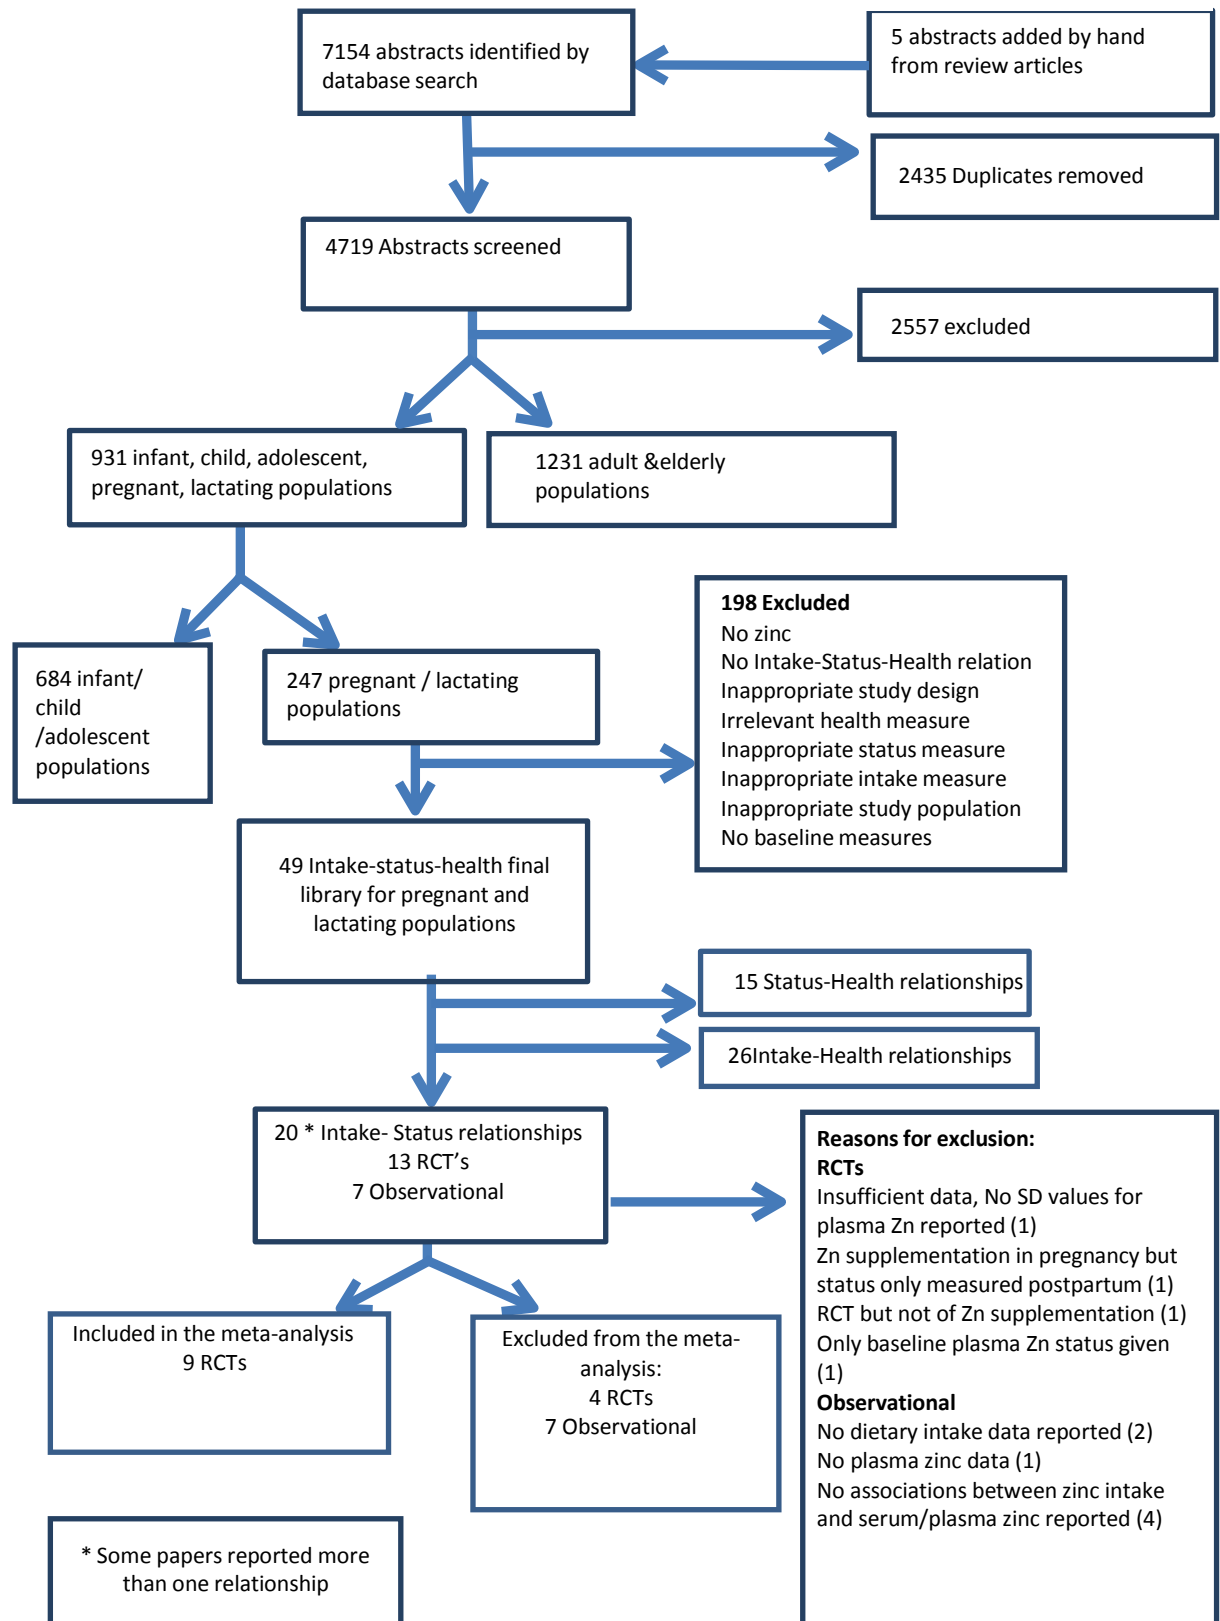 7154 abstracts identified by
database search
5 abstracts added by hand
from review articles
2435 Duplicates removed
4719 Abstracts screened
2557 excluded
931 infant, child, adolescent,
pregnant, lactating populations
1231 adult &elderly
populations
684 infant/
child
/adolescent
populations
247 pregnant / lactating
populations
198 Excluded
No zinc
No Intake-Status-Health relation
Inappropriate study design
Irrelevant health measure
Inappropriate status measure
Inappropriate intake measure
Inappropriate study population
No baseline measures
49 Intake-status-health final
library for pregnant and
lactating populations
15 Status-Health relationships
26Intake-Health relationships
20 * Intake- Status relationships
13 RCT’s
7 Observational
Reasons for exclusion:
RCTs
Insufficient data, No SD values for
plasma Zn reported (1)
Zn supplementation in pregnancy but
status only measured postpartum (1)
RCT but not of Zn supplementation (1)
Only baseline plasma Zn status given
(1)
Observational
No dietary intake data reported (2)
No plasma zinc data (1)
No associations between zinc intake
and serum/plasma zinc reported (4)
Included in the meta-analysis
9 RCTs
Excluded from the meta-
analysis:
4 RCTs
7 Observational
* Some papers reported more
than one relationship